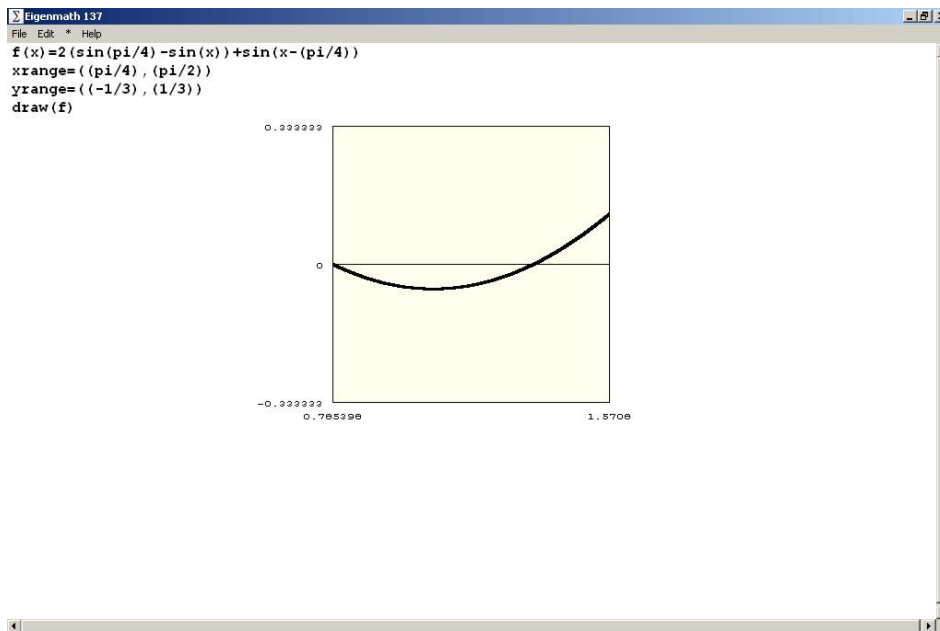 Eigenmath 137
File Edit * Help
f(x)=2(sin(pi/4)-sin(x))+sin(x-(pi/4))
xrange=((pi/4),(pi/2))
yrange=((-1/3),(1/3))
draw(f)
0.333333
0
-0.333333
0.785398
1.5708